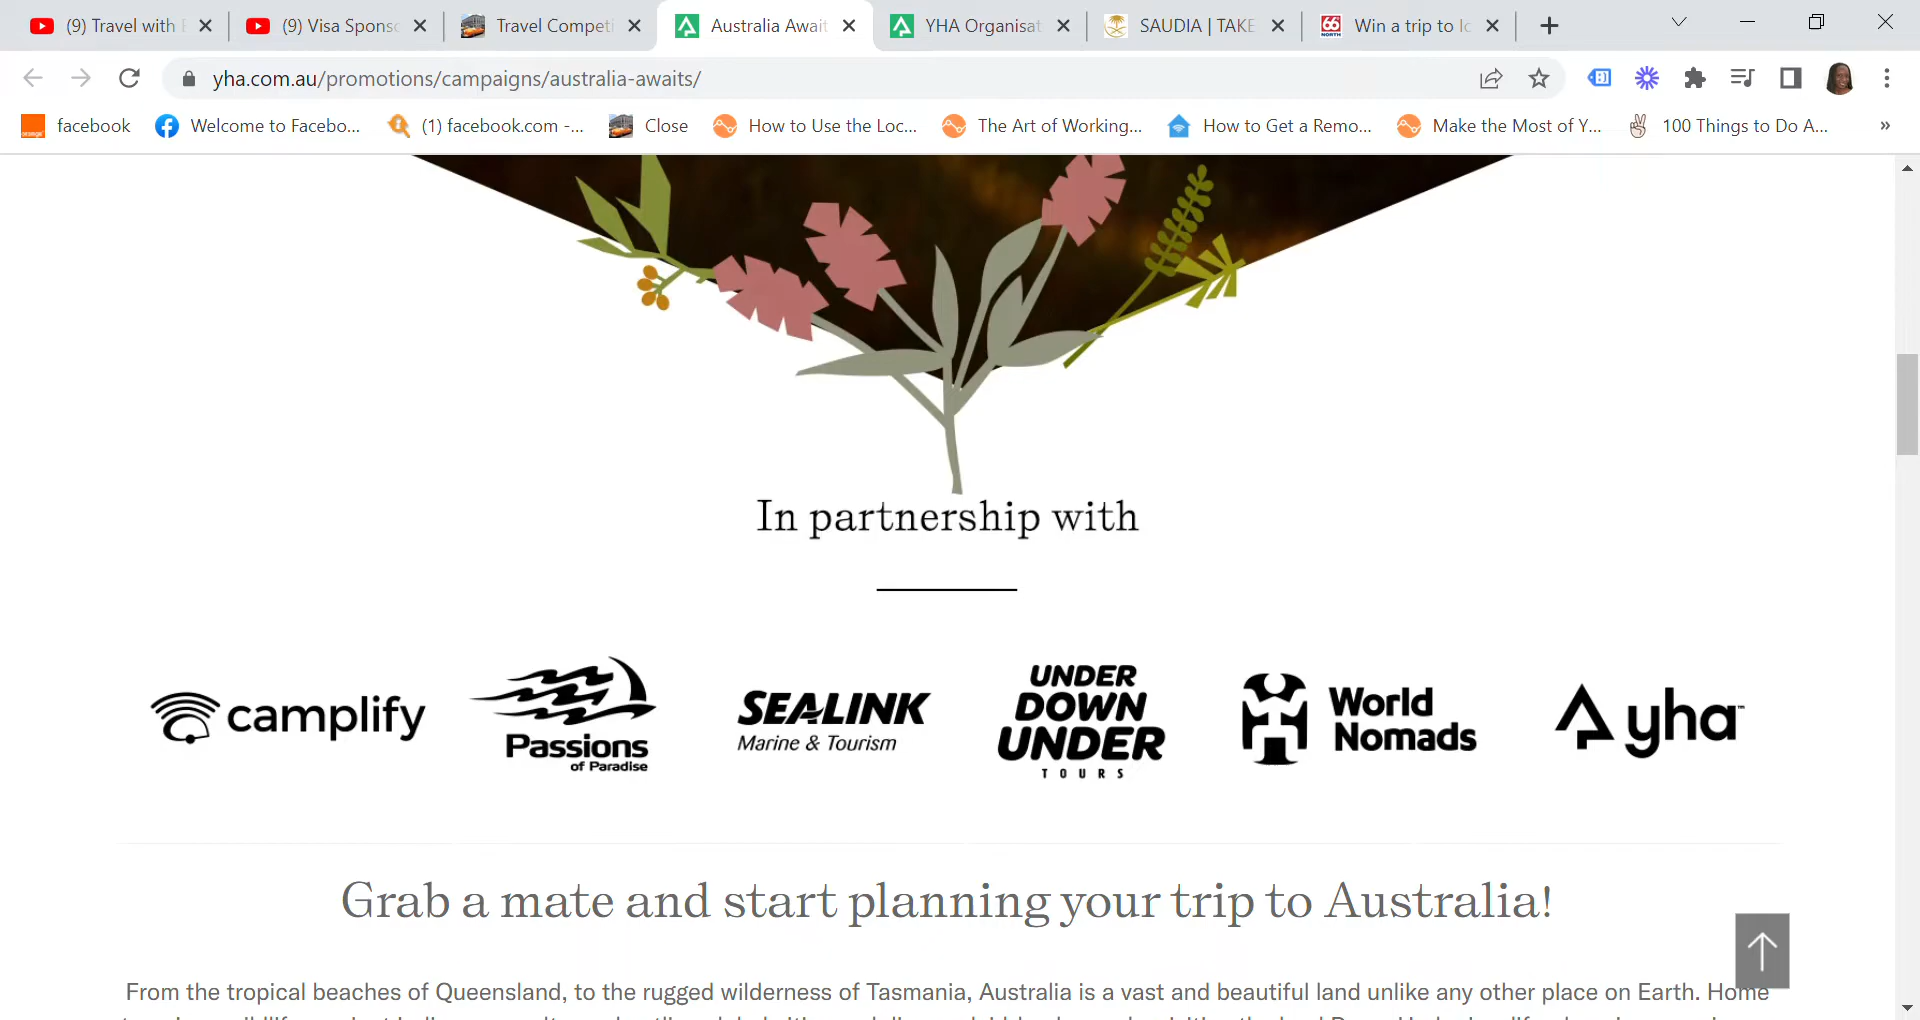 (9) Travel with
(9) Visa Spons
Travel Competi
Australia Await
YHA Organisat
SAUDIA | TAKE
66
NORTH
Win a trip to Ic
yha.com.au/promotions/campaigns/australia-awaits/
facebook
Welcome to Facebo...
(1) facebook.com -...
Close
How to Use the Loc...
The Art of Working...
How to Get a Remo...
Make the Most of Y...
100 Things to Do A...
In partnership with
camplify
Passions
of Paradise
SEALINK
Marine & Tourism
UNDER
DOWN
UNDER
TOURS
World
Nomads
yha™
Grab a mate and start planning your trip to Australia!
From the tropical beaches of Queensland, to the rugged wilderness of Tasmania, Australia is a vast and beautiful land unlike any other place on Earth. Home